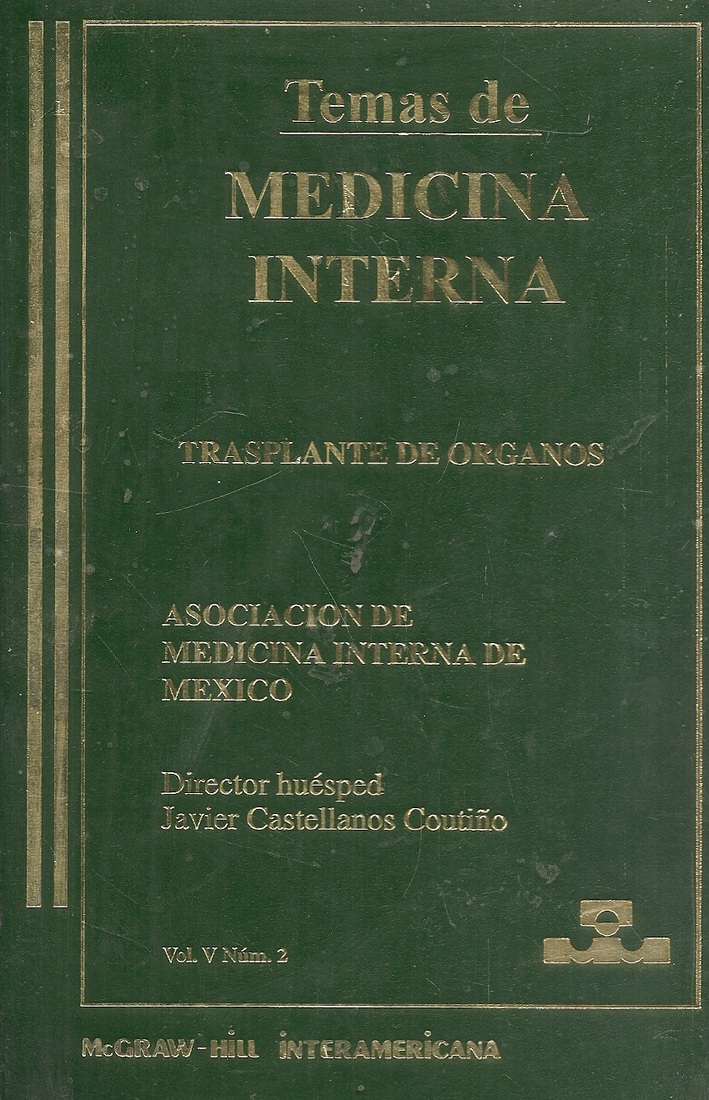 Temas de
MEDICINA
INTERNA
TRASPLANTE DE ORGANOS
ASOCIACION DE
MEDICINA INTERNA DE
MEXICO
Director huésped
Javier Castellanos Coutiño
Vol. V Núm. 2
McGRAW-HiLL iNTERAMERiCANA